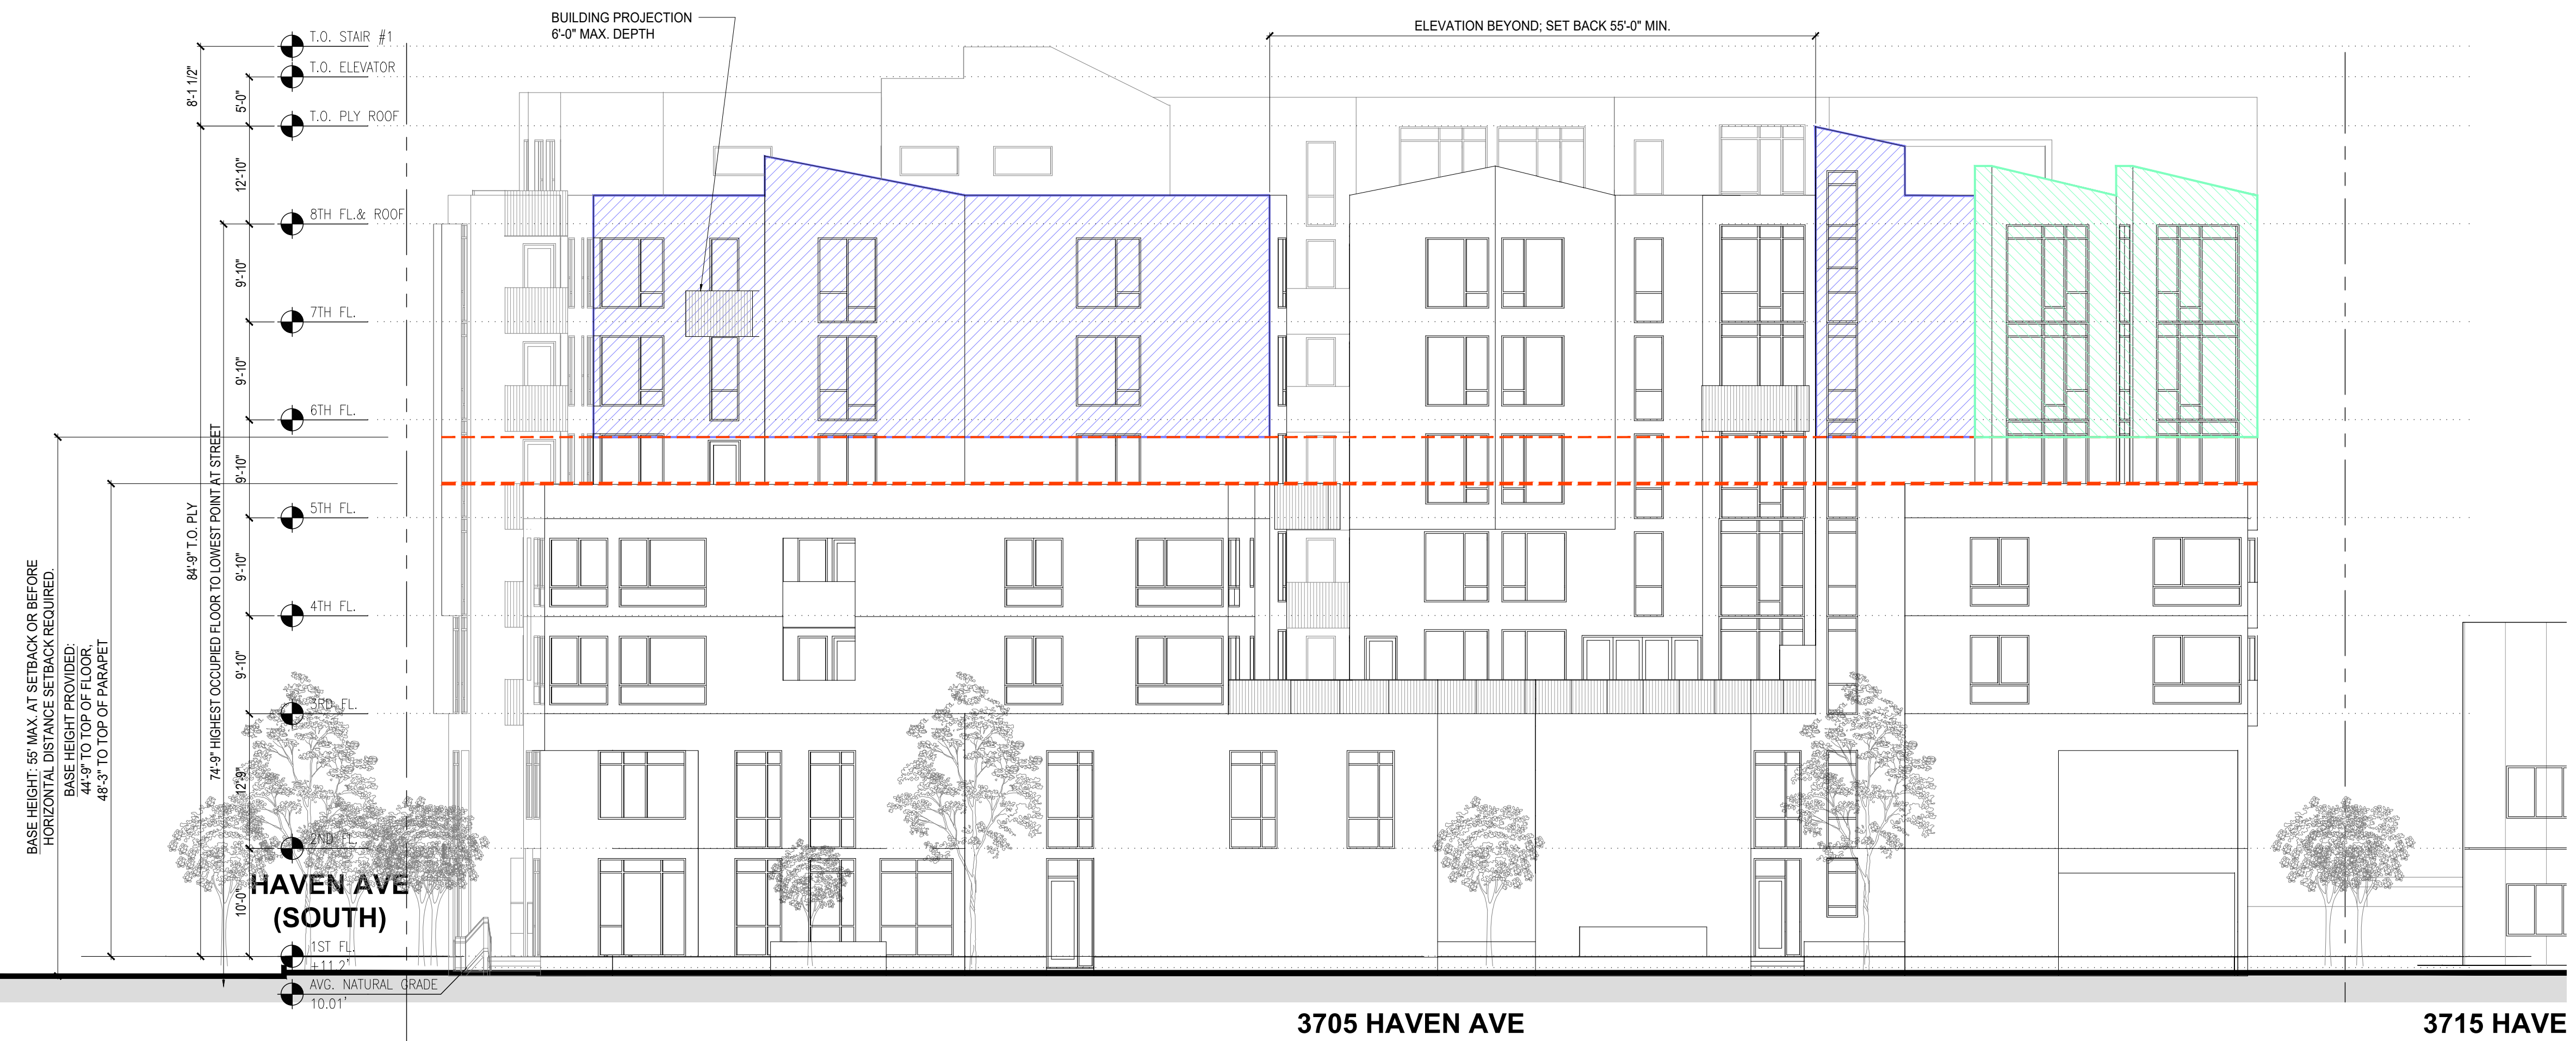 BUILDING PROJECTION
6'-0" MAX. DEPTH
ELEVATION BEYOND; SET BACK 55'-0" MIN.
T.O. STAIR #1
T.O. ELEVATOR
T.O. PLY ROOF
8TH FL.& ROOF
7TH FL.
6TH FL.
5TH FL.
4TH FL.
3RD FL.
2ND FL.
1ST FL.
+11.2'
AVG. NATURAL GRADE
10.01'
8'-1 1/2"
5'-0"
12'-10"
9'-10"
9'-10"
9'-10"
9'-10"
9'-10"
12'-9"
10'-0"
84'-9" T.O. PLY
74'-9" HIGHEST OCCUPIED FLOOR TO LOWEST POINT AT STREET
BASE HEIGHT: 55' MAX. AT SETBACK OR BEFORE
HORIZONTAL DISTANCE SETBACK REQUIRED.
BASE HEIGHT PROVIDED:
44'-9" TO TOP OF FLOOR,
48'-3" TO TOP OF PARAPET
HAVEN AVE
(SOUTH)
3705 HAVEN AVE
3715 HAVE